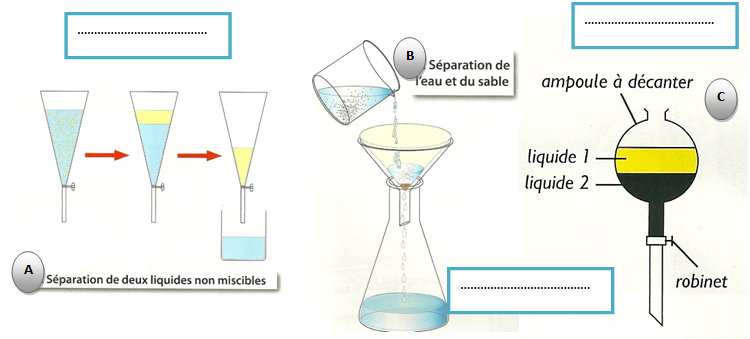 .......................................
A
Séparation de deux liquides non miscibles
B
Séparation de
l'eau et du sable
.......................................
.......................................
C
ampoule à décanter
liquide 1
liquide 2
robinet